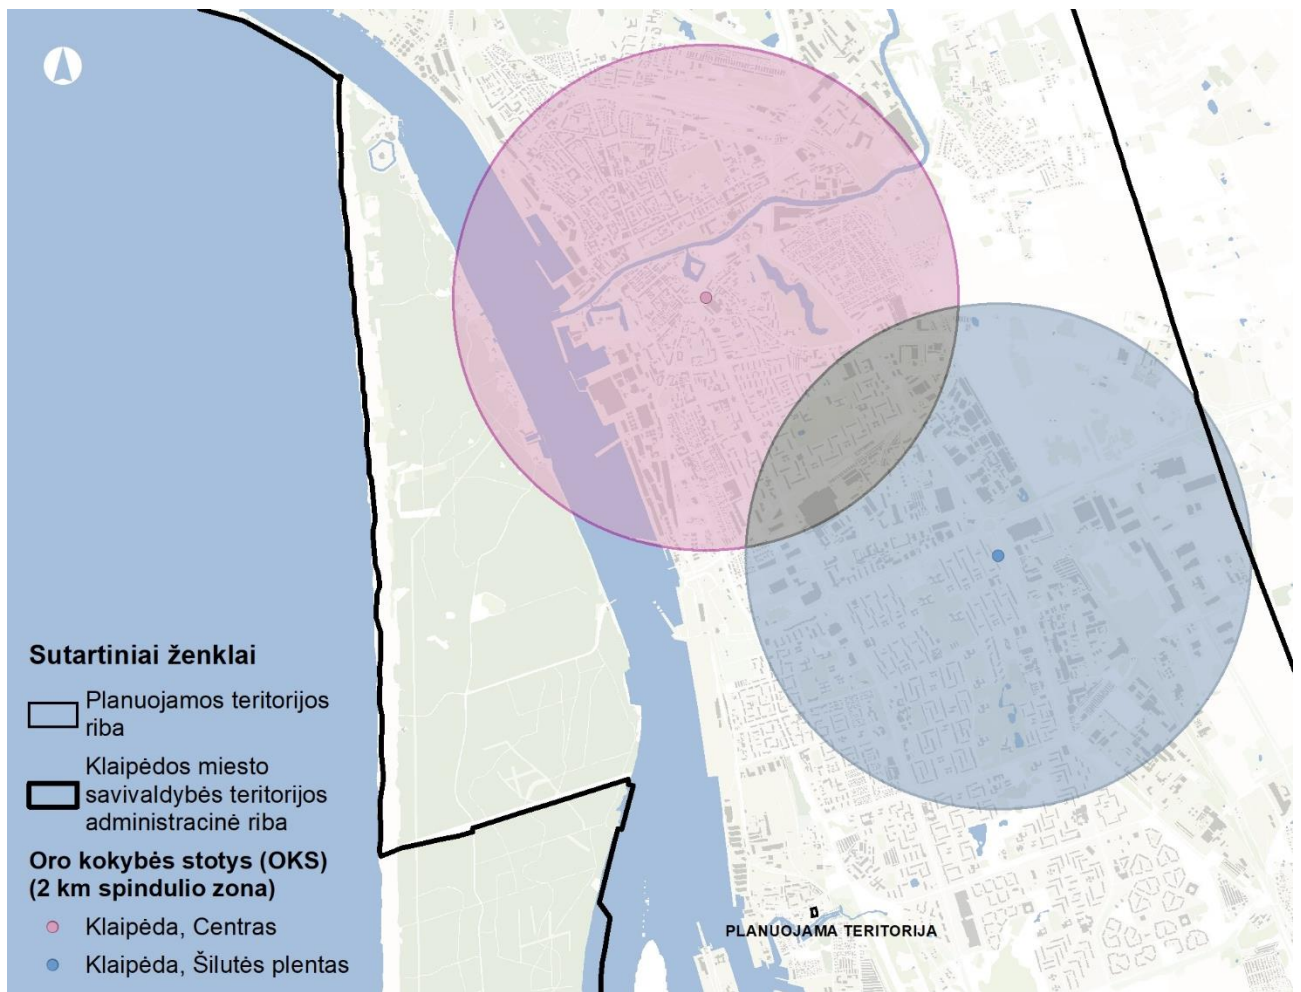 Sutartiniai ženklai
Planuojamos teritorijos
riba
Klaipėdos miesto
savivaldybės teritorijos
administracinė riba
Oro kokybės stotys (OKS)
(2 km spindulio zona)
Klaipėda, Centras
Klaipėda, Šilutės plentas
PLANUOJAMA TERITORIJA